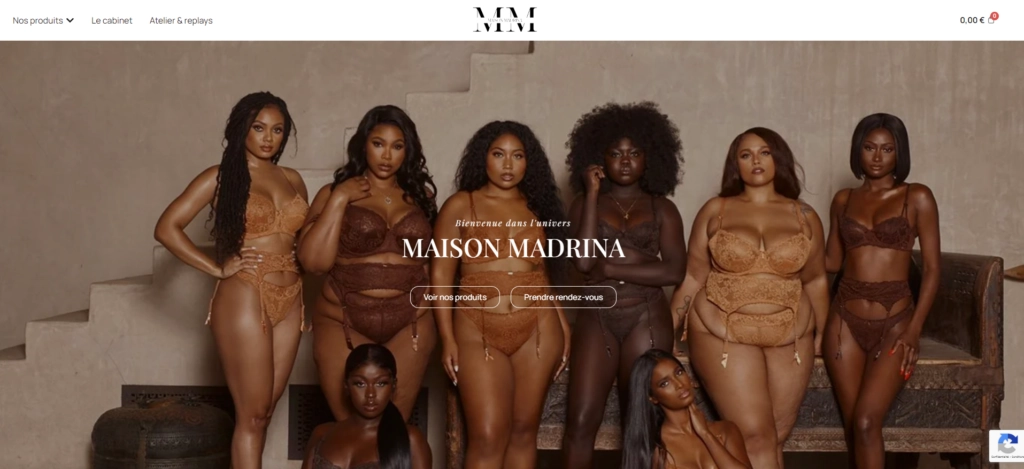 Nos produits
Le cabinet
Atelier & replays
MM
0,00 €
0
Bienvenue dans l'univers
MAISON MADRINA
Voir nos produits
Prendre rendez-vous